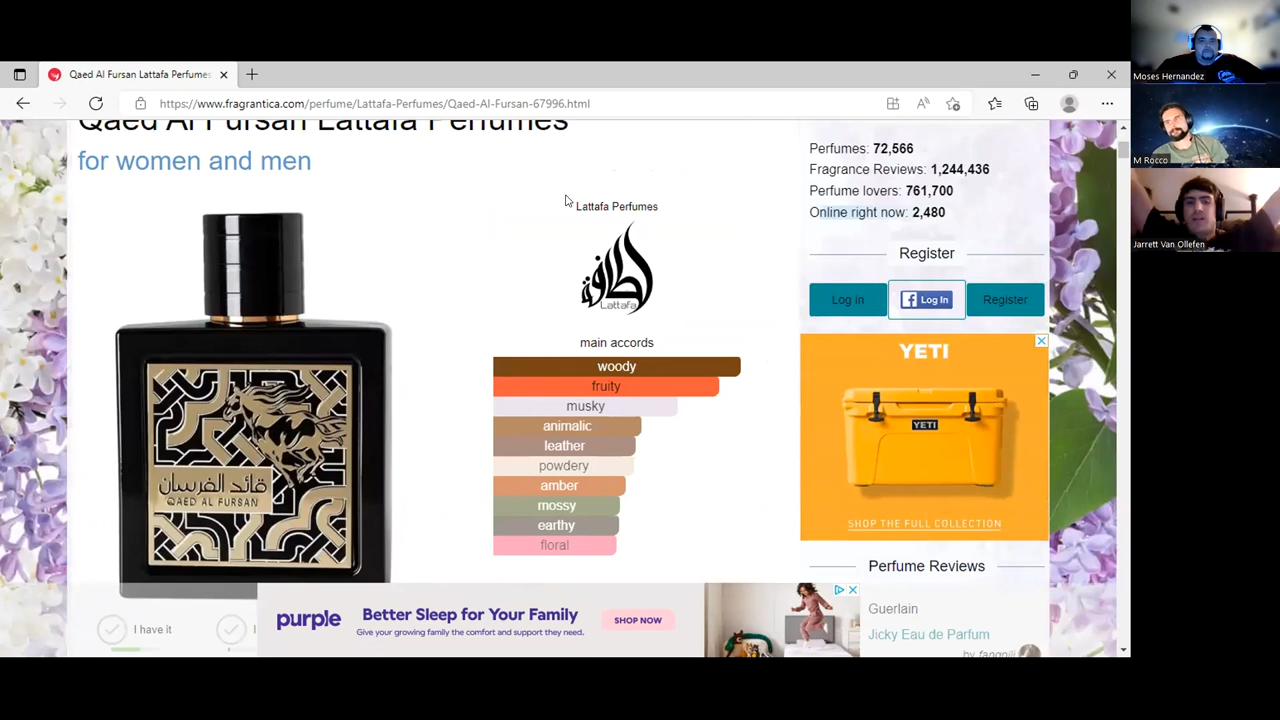 Qaed Al Fursan Lattafa Perfumes
https://www.fragrantica.com/perfume/Lattafa-Perfumes/Qaed-Al-Fursan-67996.html
Qaed Al Fursan Lattafa Perfumes
for women and men
قائد الفرسان
QAED AL FURSAN
I have it
Lattafa Perfumes
لطافة
Lattafa
main accords
woody
fruity
musky
animalic
leather
powdery
amber
mossy
earthy
floral
Perfumes: 72,566
Fragrance Reviews: 1,244,436
Perfume lovers: 761,700
Online right now: 2,480
Register
Log in
Log In
Register
YETI
YETI
SHOP THE FULL COLLECTION
Perfume Reviews
Guerlain
Jicky Eau de Parfum
by fangpili
purple
Better Sleep for Your Family
Give your growing family the comfort and support they need.
SHOP NOW
Moses Hernandez
M Rocco
Jarrett Van Ollefen